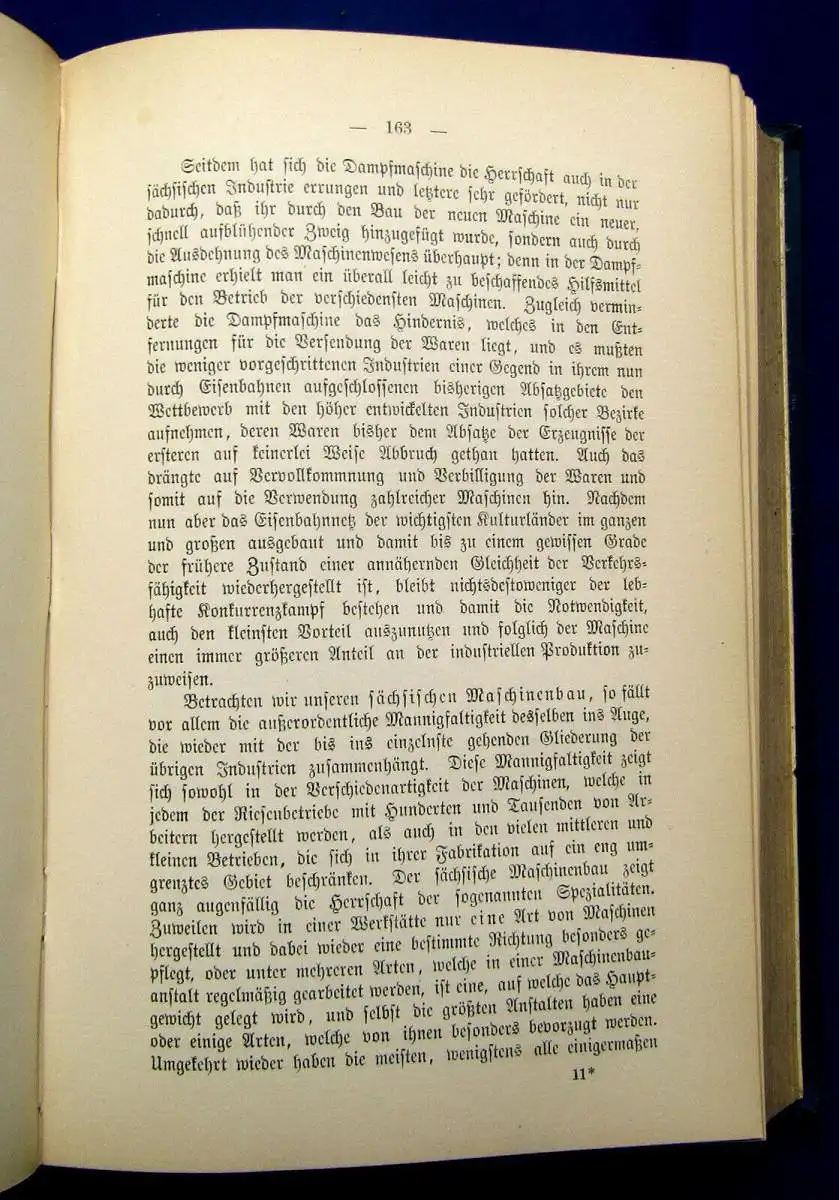 — 163 —
Seitdem hat sich die Dampfmaschine die Herrschaft auch in der
sächsischen Industrie errungen und letztere sehr gefördert, nicht nur
dadurch, daß ihr durch den Bau der neuen Maschine ein neuer,
schnell aufblühender Zweig hinzugefügt wurde, sondern auch durch
die Ausdehnung des Maschinenwesens überhaupt; denn in der Dampf-
maschine erhielt man ein überall leicht zu beschaffendes Hilfsmittel
für den Betrieb der verschiedensten Maschinen. Zugleich vermin-
derte die Dampfmaschine das Hindernis, welches in den Ent-
fernungen für die Versendung der Waren liegt, und es mußten
die weniger vorgeschrittenen Industrien einer Gegend in ihrem nun
durch Eisenbahnen aufgeschlossenen bisherigen Absatzgebiete den
Wettbewerb mit den höher entwickelten Industrien solcher Bezirke
aufnehmen, deren Waren bisher dem Absatze der Erzeugnisse der
ersteren auf keinerlei Weise Abbruch gethan hatten. Auch das
drängte auf Vervollkommnung und Verbilligung der Waren und
somit auf die Verwendung zahlreicher Maschinen hin. Nachdem
nun aber das Eisenbahnnetz der wichtigsten Kulturländer im ganzen
und großen ausgebaut und damit bis zu einem gewissen Grade
der frühere Zustand einer annähernden Gleichheit der Verkehrs-
fähigkeit wiederhergestellt ist, bleibt nichtsdestoweniger der leb-
hafte Konkurrenzkampf bestehen und damit die Notwendigkeit,
auch den kleinsten Vorteil auszunutzen und folglich der Maschine
einen immer größeren Anteil an der industriellen Produktion zu-
zuweisen.
Betrachten wir unseren sächsischen Maschinenbau, so fällt
vor allem die außerordentliche Mannigfaltigkeit desselben ins Auge,
die wieder mit der bis ins einzelnste gehenden Gliederung der
übrigen Industrien zusammenhängt. Diese Mannigfaltigkeit zeigt
sich sowohl in der Verschiedenartigkeit der Maschinen, welche in
jedem der Riesenbetriebe mit Hunderten und Tausenden von Ar-
beitern hergestellt werden, als auch in den vielen mittleren und
kleinen Betrieben, die sich in ihrer Fabrikation auf ein eng um-
grenztes Gebiet beschränken. Der sächsische Maschinenbau zeigt
ganz augenfällig die Herrschaft der sogenannten Spezialitäten.
Zuweilen wird in einer Werkstätte nur eine Art von Maschinen
hergestellt und dabei wieder eine bestimmte Richtung besonders ge-
pflegt, oder unter mehreren Arten, welche in einer Maschinenbau-
anstalt regelmäßig gearbeitet werden, ist eine, auf welche das Haupt-
gewicht gelegt wird, und selbst die größten Anstalten haben eine
oder einige Arten, welche von ihnen besonders bevorzugt werden.
Umgekehrt wieder haben die meisten, wenigstens alle einigermaßen
11*